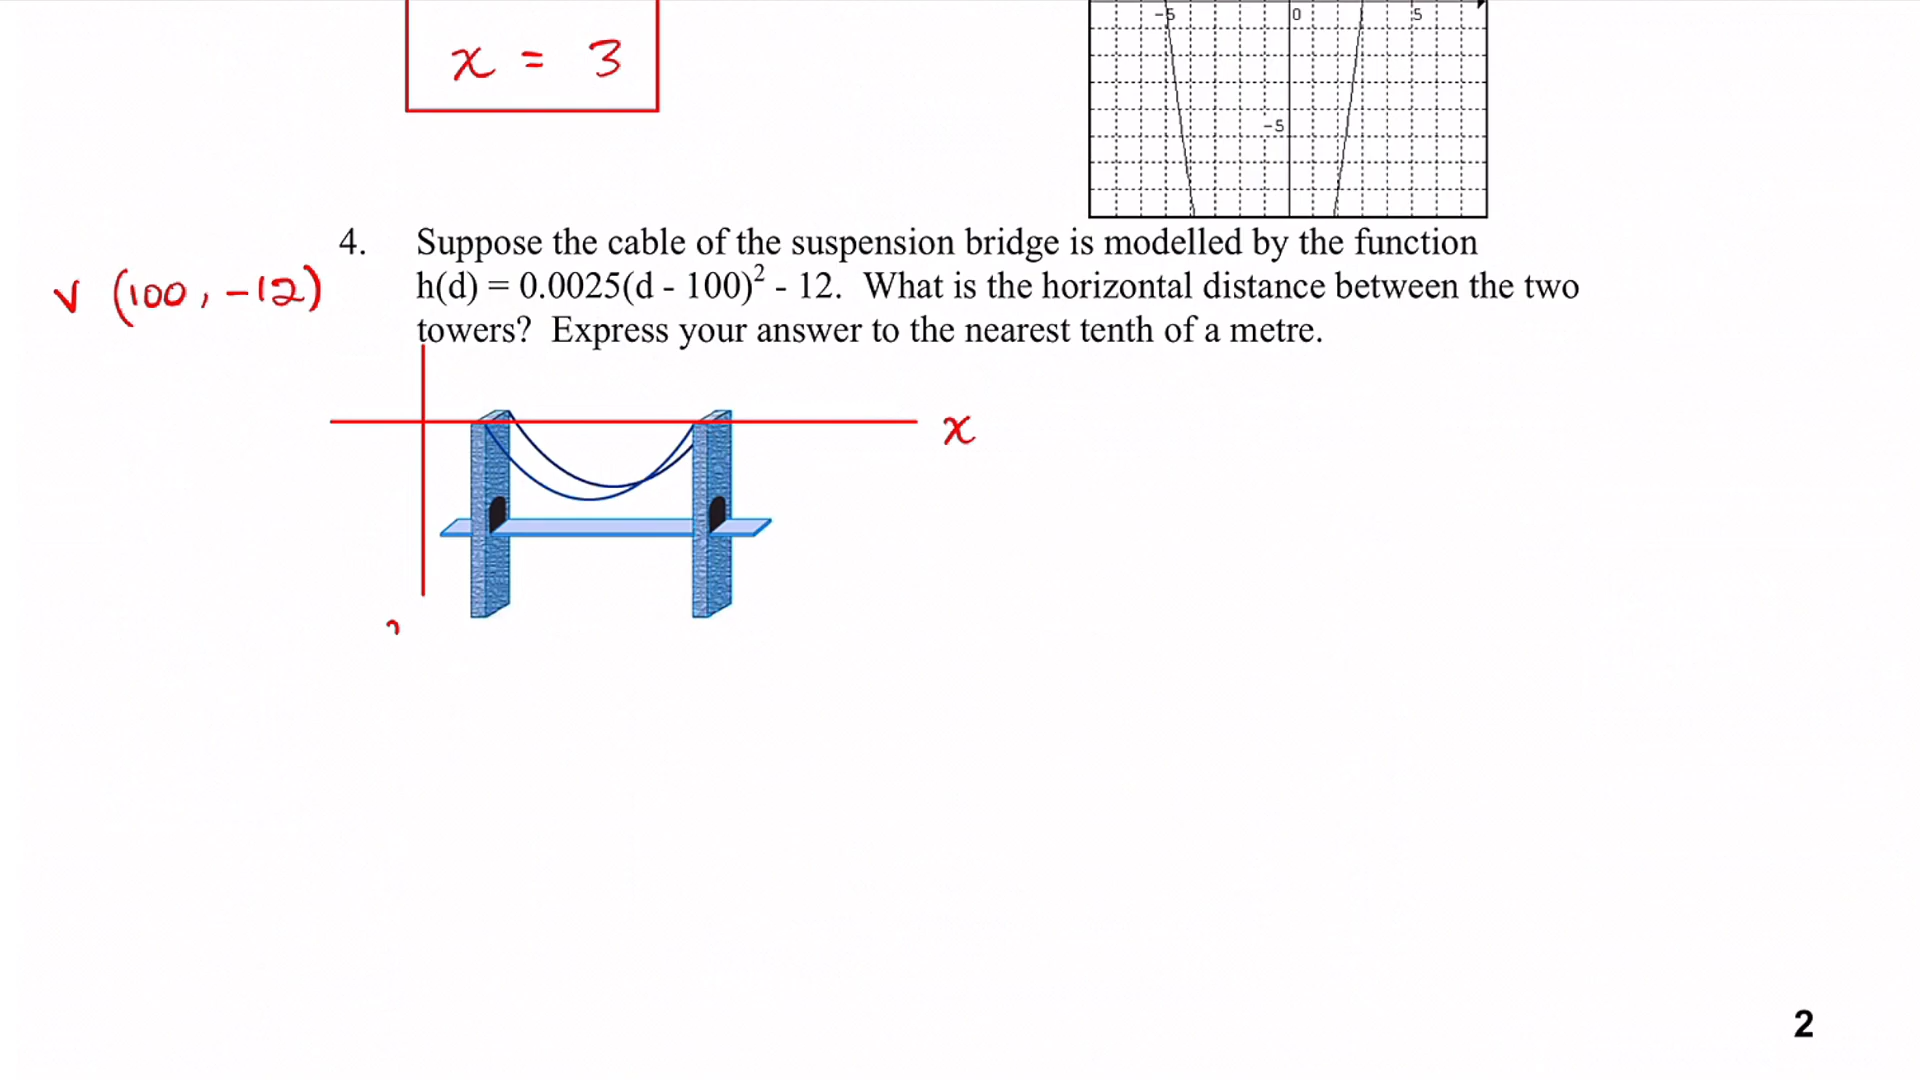 x = 3
-5 0 5
-5
4. Suppose the cable of the suspension bridge is modelled by the function
V (100, -12)
h(d) = 0.0025(d - 100)² - 12. What is the horizontal distance between the two
towers? Express your answer to the nearest tenth of a metre.
x
2